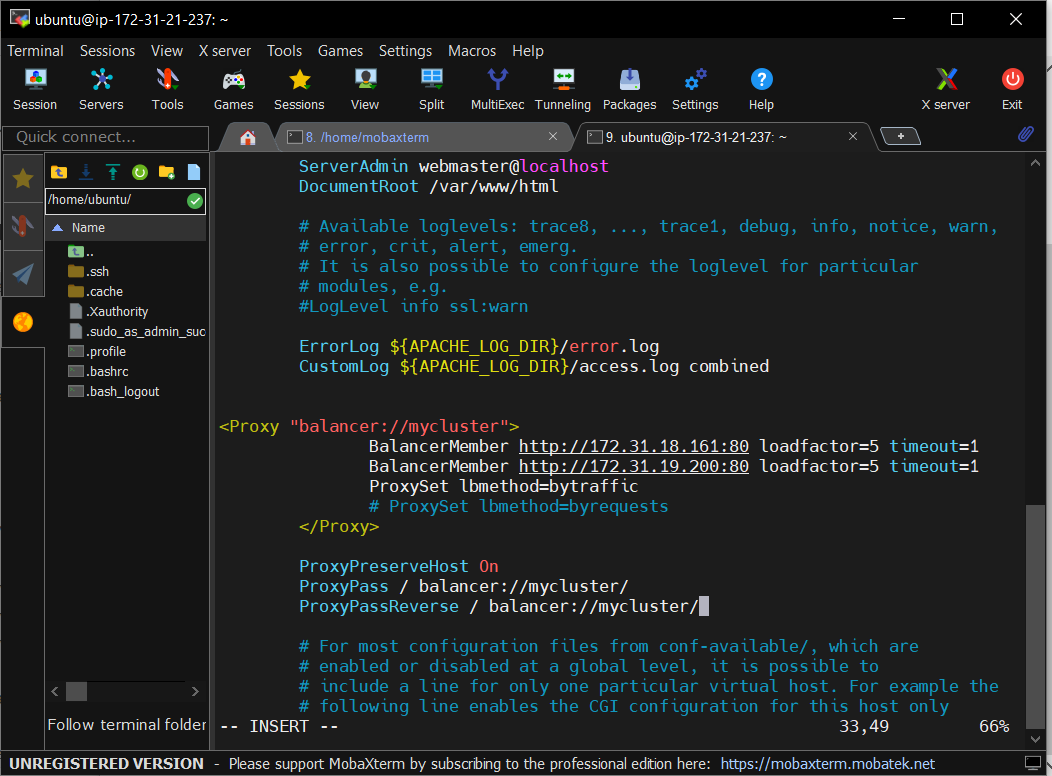 ubuntu@ip-172-31-21-237: ~
Terminal Sessions View X server Tools Games Settings Macros Help
Session Servers Tools Games Sessions View Split MultiExec Tunneling Packages Settings Help X server Exit
Quick connect...
8. /home/mobaxterm
9. ubuntu@ip-172-31-21-237: ~
/home/ubuntu/
Name
..
.ssh
.cache
.Xauthority
.sudo_as_admin_suc
.profile
.bashrc
.bash_logout
Follow terminal folder
ServerAdmin webmaster@localhost
DocumentRoot /var/www/html
# Available loglevels: trace8, ..., trace1, debug, info, notice, warn,
# error, crit, alert, emerg.
# It is also possible to configure the loglevel for particular
# modules, e.g.
#LogLevel info ssl:warn
ErrorLog ${APACHE_LOG_DIR}/error.log
CustomLog ${APACHE_LOG_DIR}/access.log combined
<Proxy "balancer://mycluster">
BalancerMember http://172.31.18.161:80 loadfactor=5 timeout=1
BalancerMember http://172.31.19.200:80 loadfactor=5 timeout=1
ProxySet lbmethod=bytraffic
# ProxySet lbmethod=byrequests
</Proxy>
ProxyPreserveHost On
ProxyPass / balancer://mycluster/
ProxyPassReverse / balancer://mycluster/
# For most configuration files from conf-available/, which are
# enabled or disabled at a global level, it is possible to
# include a line for only one particular virtual host. For example the
# following line enables the CGI configuration for this host only
-- INSERT -- 33,49 66%
UNREGISTERED VERSION - Please support MobaXterm by subscribing to the professional edition here: https://mobaxterm.mobatek.net